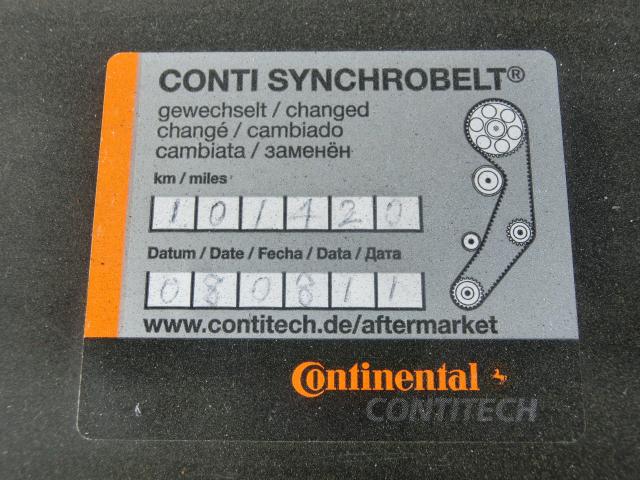 CONTI SYNCHROBELT®
gewechselt / changed
changé / cambiado
cambiata / заменён
km / miles
101420
Datum / Date / Fecha / Data / Дата
080811
www.contitech.de/aftermarket
Continental
CONTITECH